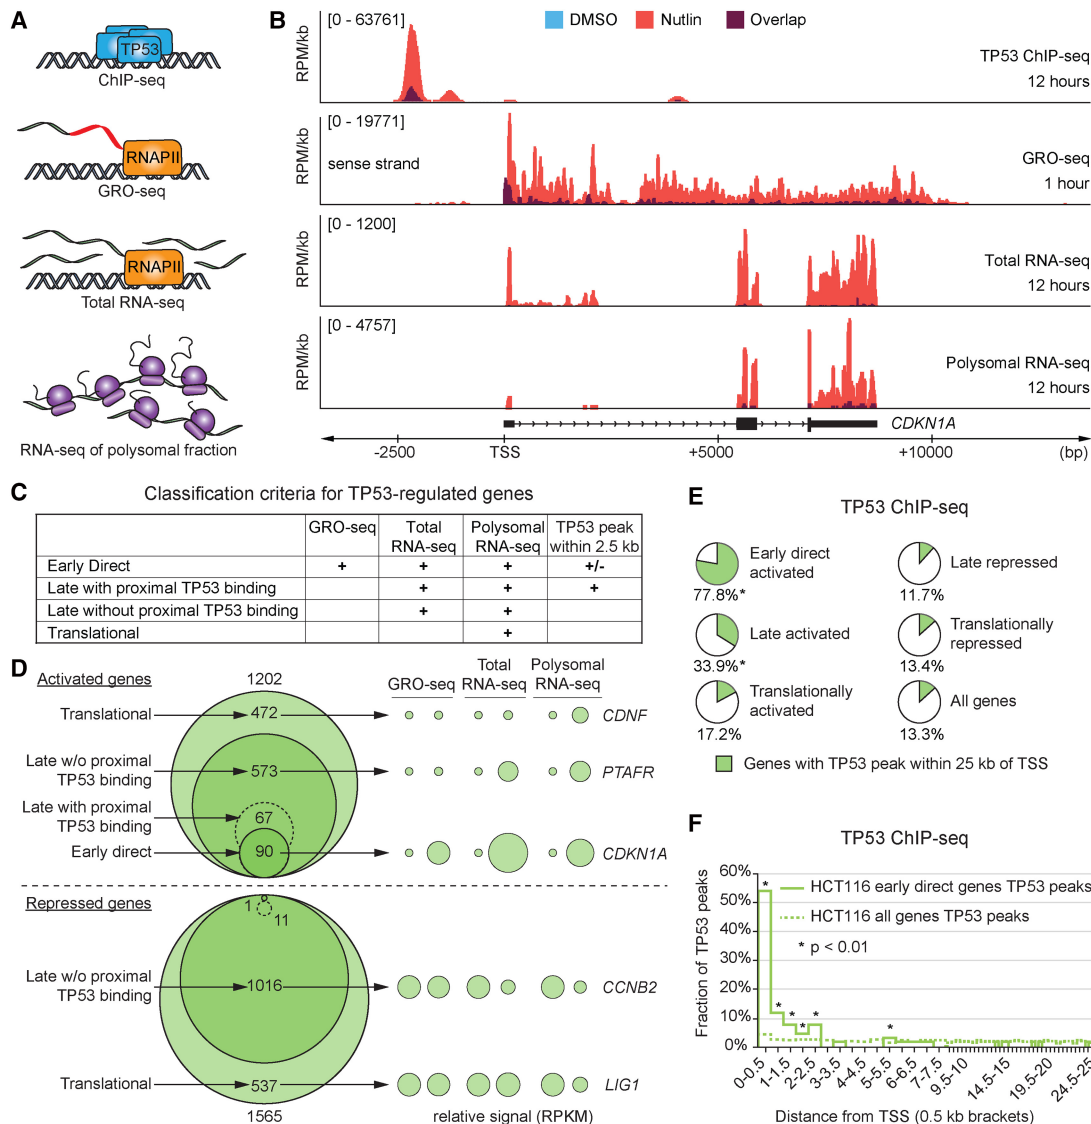 A
TP53
ChIP-seq
RNAPII
GRO-seq
RNAPII
Total RNA-seq
RNA-seq of polysomal fraction
B
DMSO Nutlin Overlap
RPM/kb
[0 - 63761]
TP53 ChIP-seq
12 hours
RPM/kb
[0 - 19771]
sense strand
GRO-seq
1 hour
RPM/kb
[0 - 1200]
Total RNA-seq
12 hours
RPM/kb
[0 - 4757]
Polysomal RNA-seq
12 hours
CDKN1A
-2500 TSS +5000 +10000 (bp)
C
Classification criteria for TP53-regulated genes
GRO-seq Total RNA-seq Polysomal RNA-seq TP53 peak within 2.5 kb
Early Direct + + + +/-
Late with proximal TP53 binding + + +
Late without proximal TP53 binding + +
Translational +
D
Activated genes
1202
GRO-seq Total RNA-seq Polysomal RNA-seq
Translational 472 CDNF
Late w/o proximal TP53 binding 573 PTAFR
Late with proximal TP53 binding 67
Early direct 90 CDKN1A
Repressed genes
1
11
Late w/o proximal TP53 binding 1016 CCNB2
Translational 537 LIG1
1565
relative signal (RPKM)
E
TP53 ChIP-seq
Early direct activated
77.8%*
Late repressed
11.7%
Late activated
33.9%*
Translationally repressed
13.4%
Translationally activated
17.2%
All genes
13.3%
Genes with TP53 peak within 25 kb of TSS
F
TP53 ChIP-seq
Fraction of TP53 peaks
60%
50%
40%
30%
20%
10%
0%
HCT116 early direct genes TP53 peaks
HCT116 all genes TP53 peaks
* p < 0.01
* * * * * *
0-0.5 1-1.5 2-2.5 3-3.5 4-4.5 5-5.5 6-6.5 7-7.5 9.5-10 14.5-15 19.5-20 24.5-25
Distance from TSS (0.5 kb brackets)